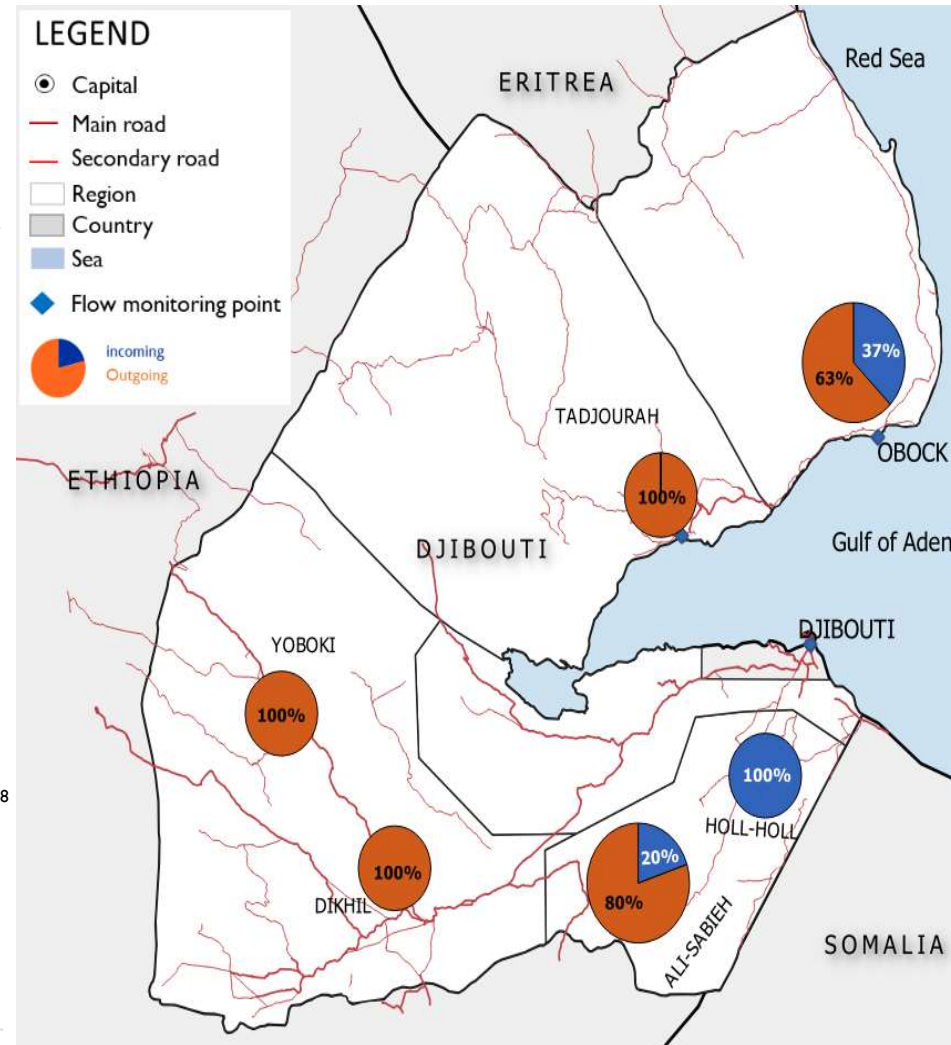 LEGEND
Capital
Main road
Secondary road
Region
Country
Sea
Flow monitoring point
incoming
Outgoing
Red Sea
ERITREA
37%
63%
TADJOURAH
OBOCK
ETHIOPIA
100%
DJIBOUTI
Gulf of Aden
DJIBOUTI
YOBOKI
100%
100%
HOLL-HOLL
8
20%
100%
80%
DIKHIL
ALI-SABIEH
SOMALIA